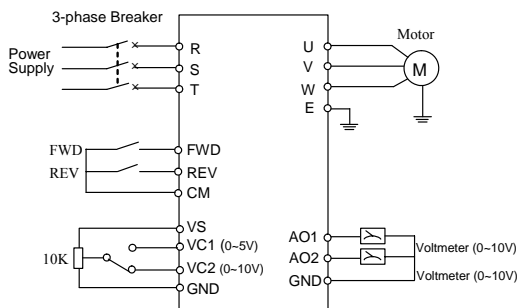 3-phase Breaker
Power
Supply
R
S
T
U
V
W
E
Motor
M
FWD
REV
FWD
REV
CM
10K
VS
VC1 (0~5V)
VC2 (0~10V)
GND
AO1
AO2
GND
Voltmeter (0~10V)
Voltmeter (0~10V)